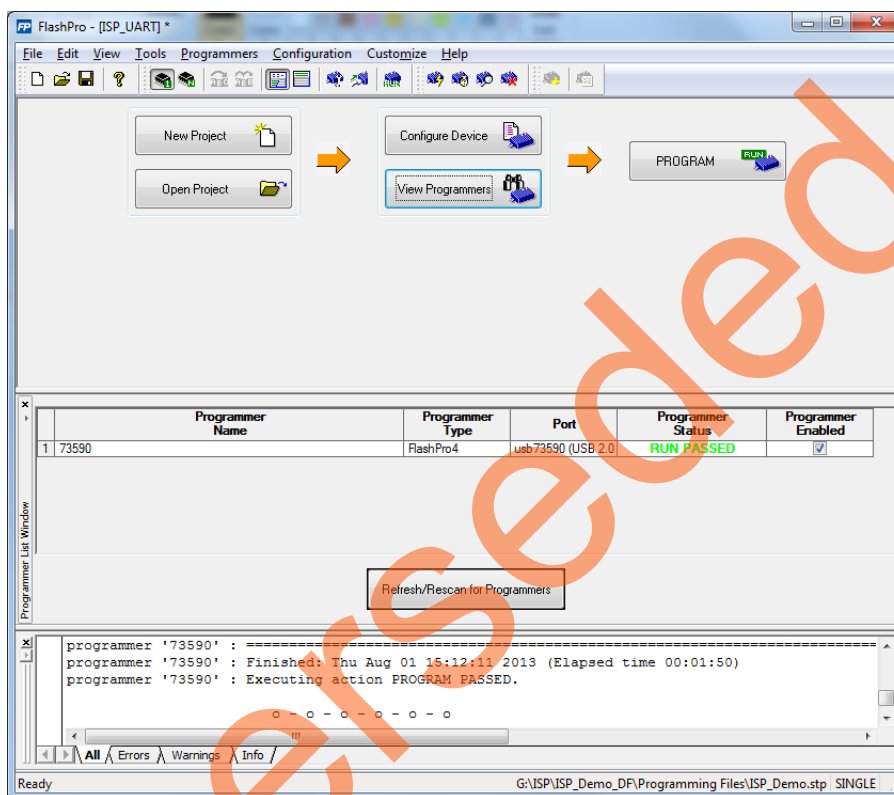 FlashPro - [ISP_UART] *
File Edit View Tools Programmers Configuration Customize Help
New Project
Configure Device
PROGRAM
RUN
Open Project
View Programmers
Programmer Name
Programmer Type
Port
Programmer Status
Programmer Enabled
1 73590 FlashPro4 usb73590 (USB 2.0 RUN PASSED
Programmer List Window
Refresh/Rescan for Programmers
programmer '73590' : ==========================================================================
programmer '73590' : Finished: Thu Aug 01 15:12:11 2013 (Elapsed time 00:01:50)
programmer '73590' : Executing action PROGRAM PASSED.
o - o - o - o - o - o
All Errors Warnings Info
Ready G:\ISP\ISP_Demo_DF\Programming Files\ISP_Demo.stp SINGLE
erseded